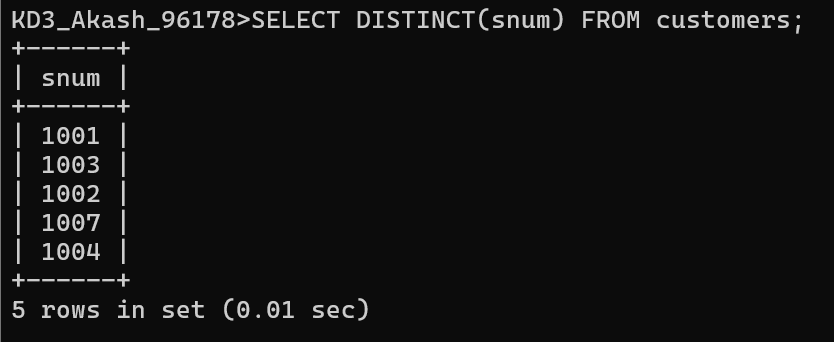 KD3_Akash_96178>SELECT DISTINCT(snum) FROM customers;
+------+
| snum |
+------+
| 1001 |
| 1003 |
| 1002 |
| 1007 |
| 1004 |
+------+
5 rows in set (0.01 sec)